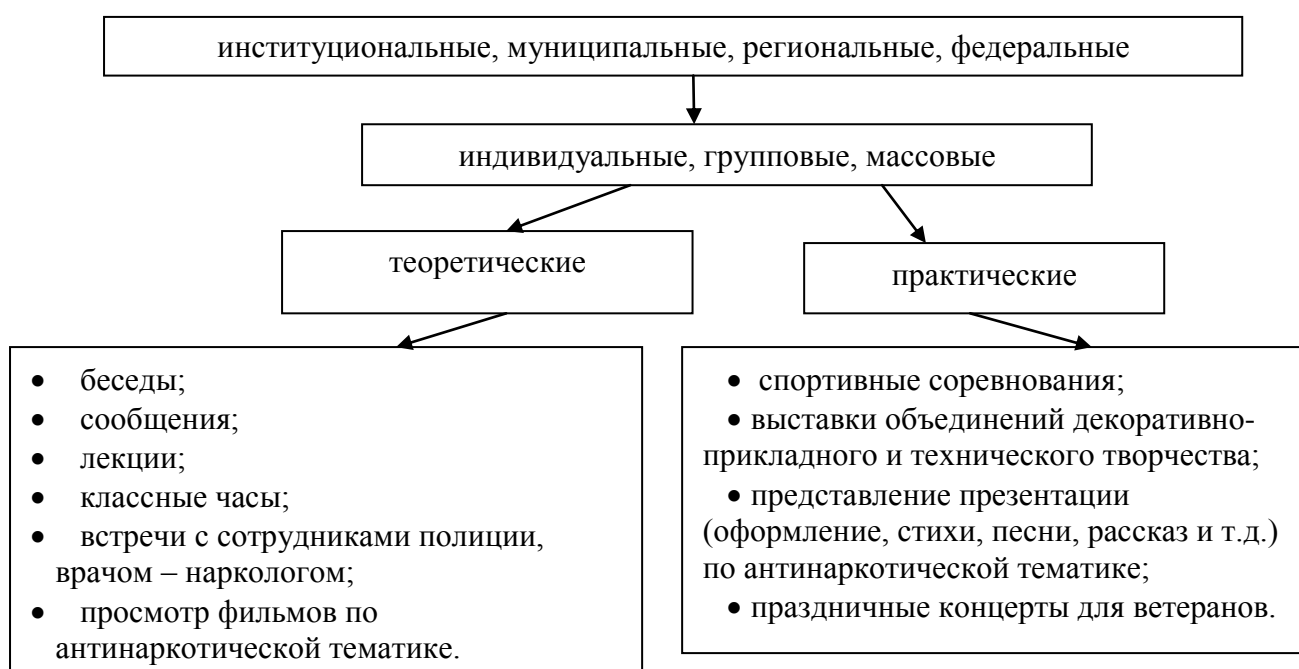 институциональные, муниципальные, региональные, федеральные
индивидуальные, групповые, массовые
теоретические
практические
• беседы;
• сообщения;
• лекции;
• классные часы;
• встречи с сотрудниками полиции,
врачом – наркологом;
• просмотр фильмов по
антинаркотической тематике.
• спортивные соревнования;
• выставки объединений декоративно-
прикладного и технического творчества;
• представление презентации
(оформление, стихи, песни, рассказ и т.д.)
по антинаркотической тематике;
• праздничные концерты для ветеранов.